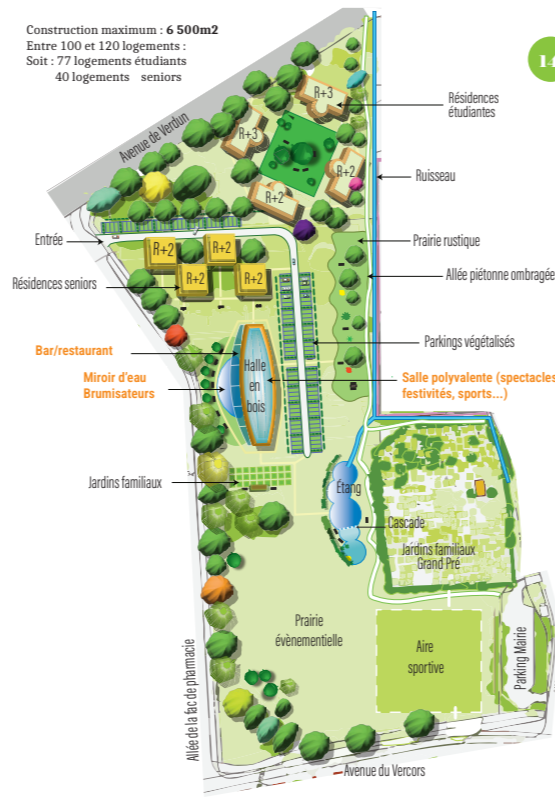 Construction maximum : 6 500m2
Entre 100 et 120 logements :
Soit : 77 logements étudiants
40 logements seniors
14
Avenue de Verdun
R+3
R+3
R+2
R+2
Résidences
étudiantes
Ruisseau
Entrée
Prairie rustique
R+2
R+2
R+2
R+2
Résidences seniors
Allée piétonne ombragée
Parkings végétalisés
Bar/restaurant
Miroir d'eau
Brumisateurs
Halle
en
bois
Salle polyvalente (spectacles
festivités, sports...)
Jardins familiaux
Étang
Cascade
Jardins familiaux
Grand Pré
Prairie
évènementielle
Aire
sportive
Parking Mairie
Allée de la fac de pharmacie
Avenue du Vercors